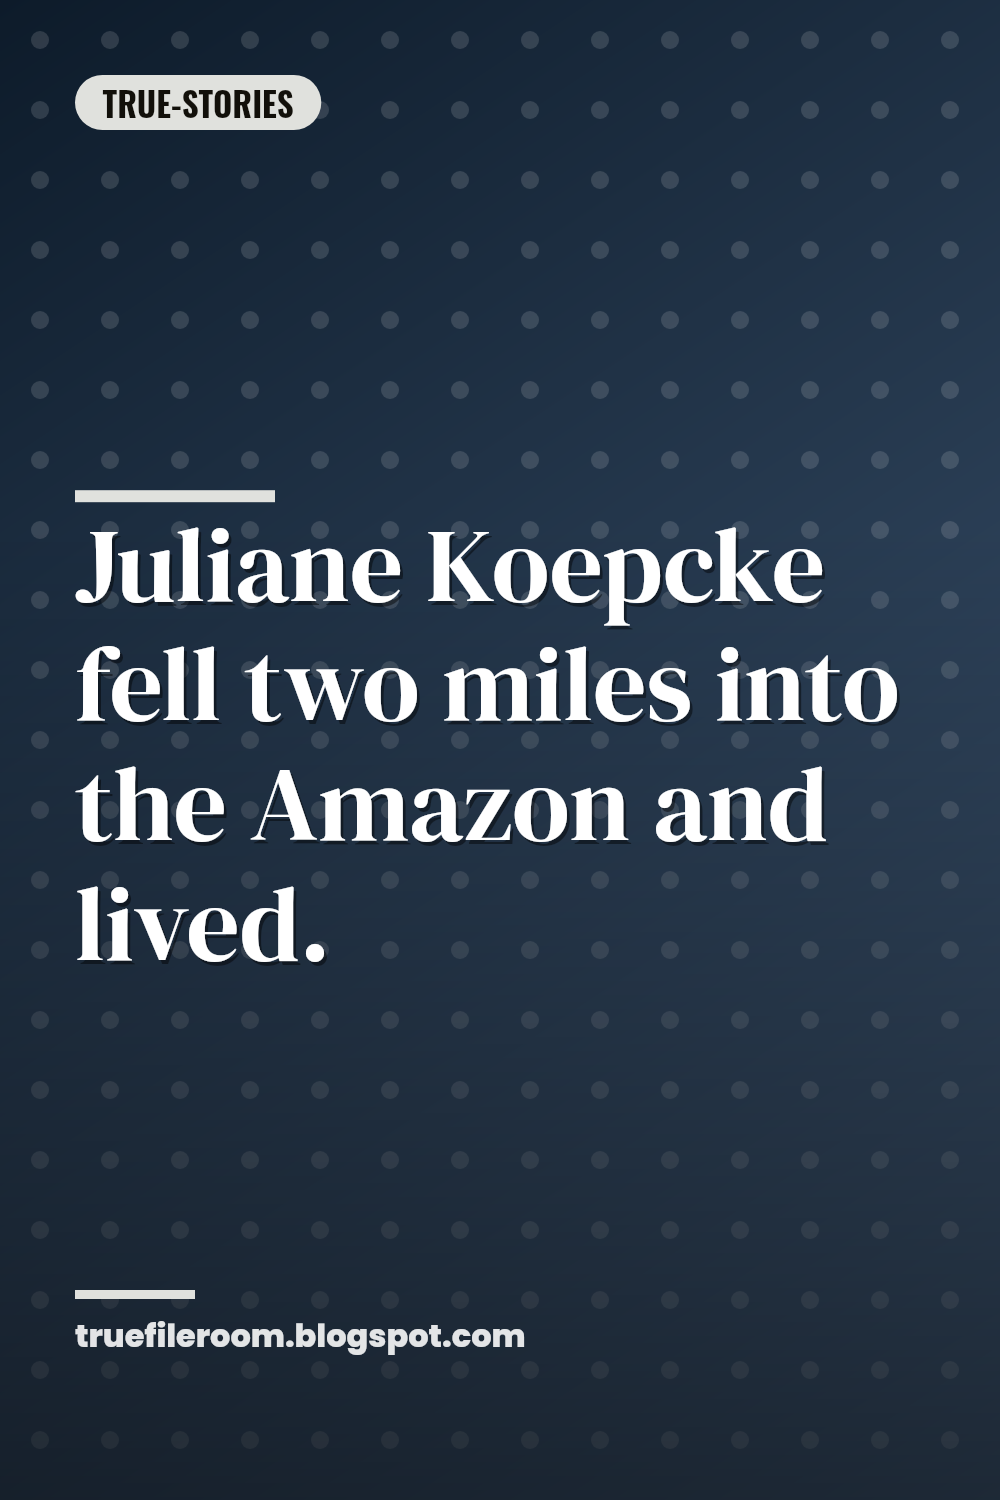 TRUE-STORIES
Juliane Koepcke
fell two miles into
the Amazon and
lived.
truefileroom.blogspot.com